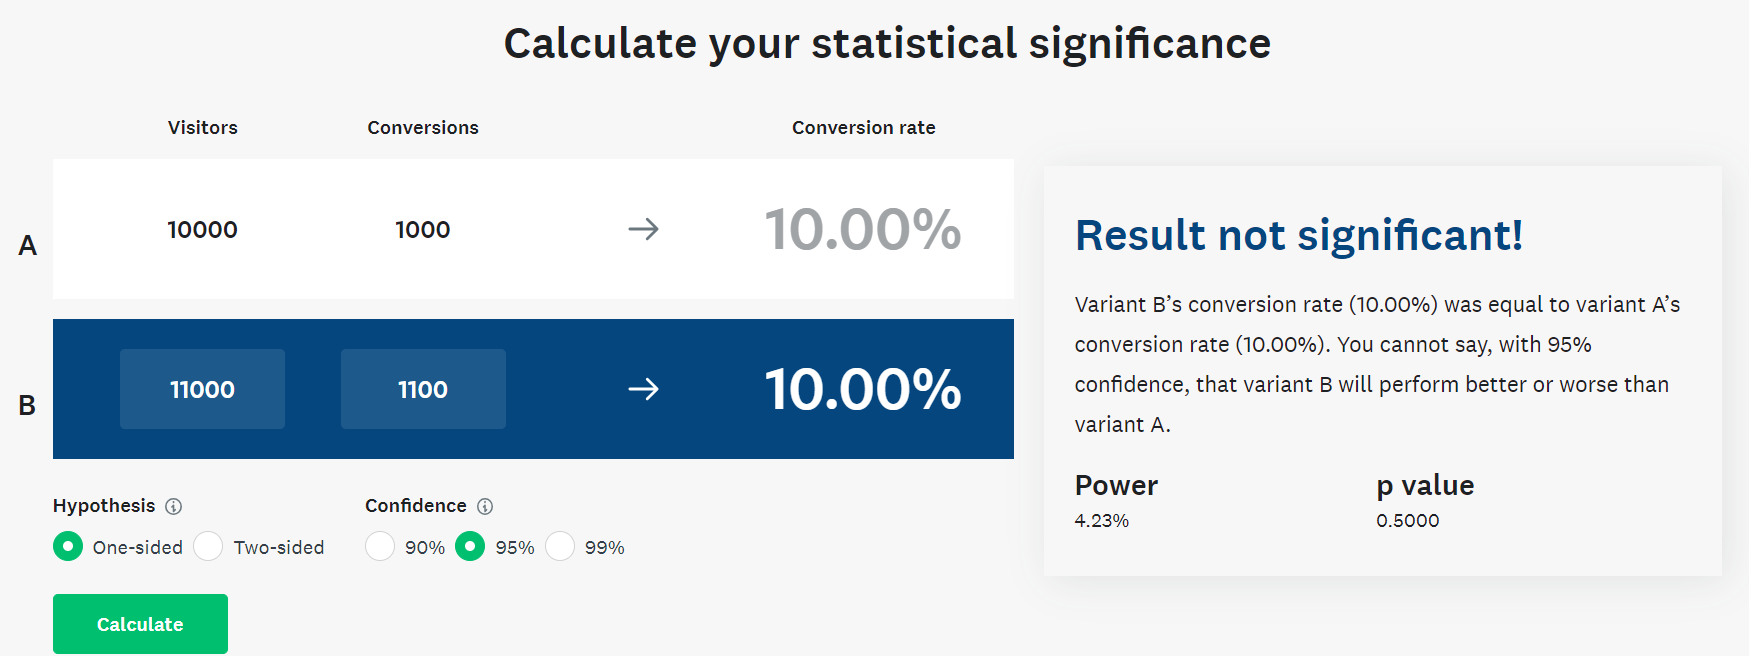 Calculate your statistical significance
Visitors Conversions Conversion rate
A 10000 1000 → 10.00%
B 11000 1100 → 10.00%
Hypothesis Confidence
One-sided Two-sided 90% 95% 99%
Calculate
Result not significant!
Variant B’s conversion rate (10.00%) was equal to variant A’s
conversion rate (10.00%). You cannot say, with 95%
confidence, that variant B will perform better or worse than
variant A.
Power p value
4.23% 0.5000